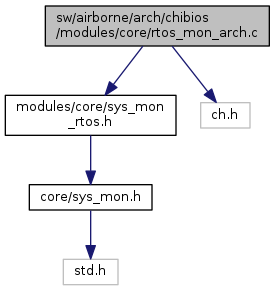 sw/airborne/arch/chibios
/modules/core/rtos_mon_arch.c
modules/core/sys_mon
_rtos.h
ch.h
core/sys_mon.h
std.h